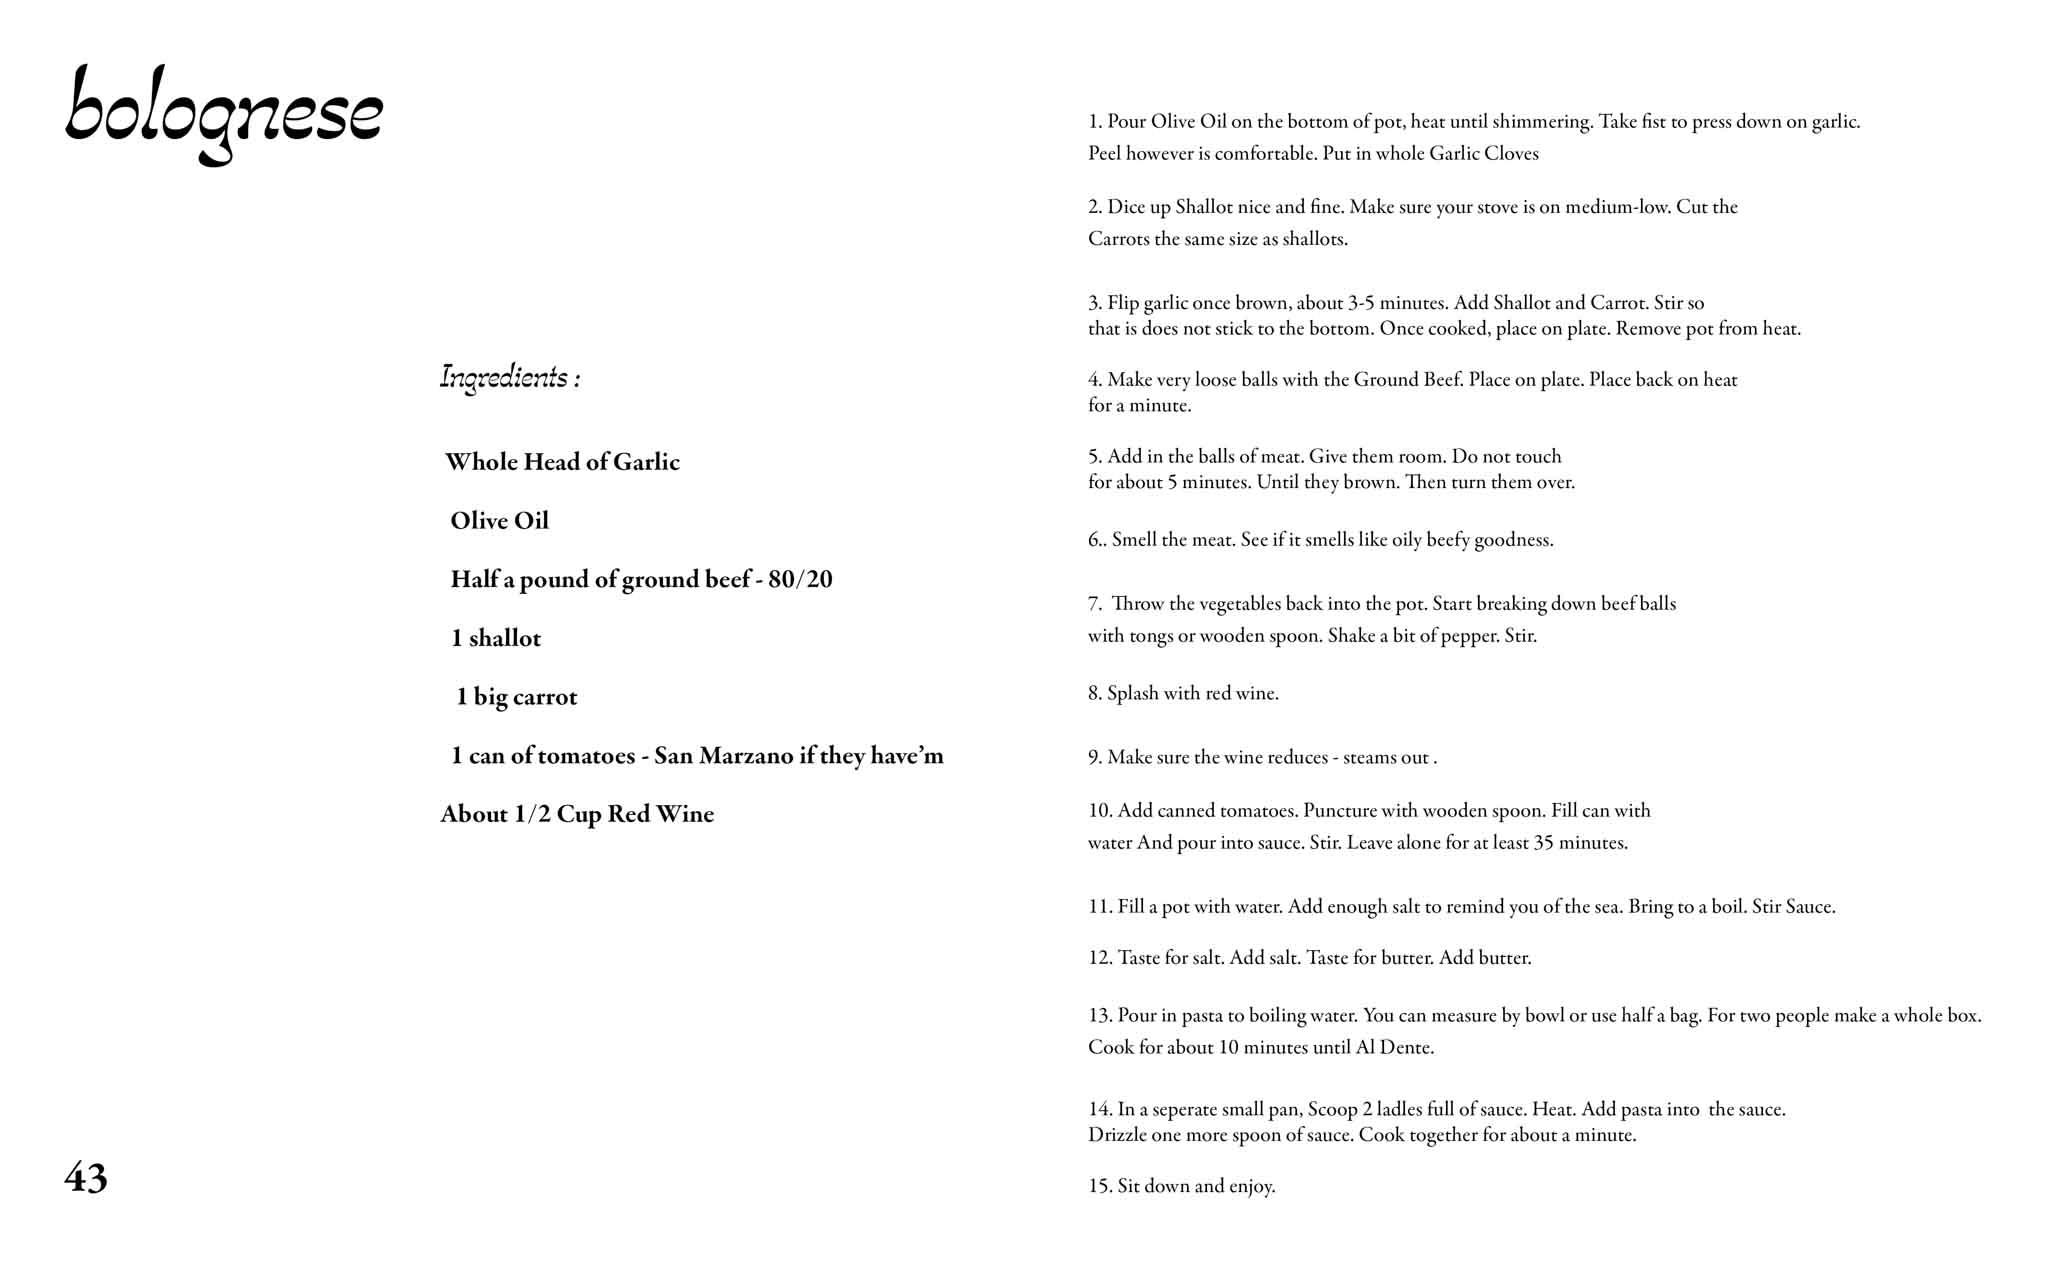 bolognese
Ingredients :
Whole Head of Garlic
Olive Oil
Half a pound of ground beef - 80/20
1 shallot
1 big carrot
1 can of tomatoes - San Marzano if they have’m
About 1/2 Cup Red Wine
43
1. Pour Olive Oil on the bottom of pot, heat until shimmering. Take fist to press down on garlic.
Peel however is comfortable. Put in whole Garlic Cloves
2. Dice up Shallot nice and fine. Make sure your stove is on medium-low. Cut the
Carrots the same size as shallots.
3. Flip garlic once brown, about 3-5 minutes. Add Shallot and Carrot. Stir so
that is does not stick to the bottom. Once cooked, place on plate. Remove pot from heat.
4. Make very loose balls with the Ground Beef. Place on plate. Place back on heat
for a minute.
5. Add in the balls of meat. Give them room. Do not touch
for about 5 minutes. Until they brown. Then turn them over.
6.. Smell the meat. See if it smells like oily beefy goodness.
7. Throw the vegetables back into the pot. Start breaking down beef balls
with tongs or wooden spoon. Shake a bit of pepper. Stir.
8. Splash with red wine.
9. Make sure the wine reduces - steams out .
10. Add canned tomatoes. Puncture with wooden spoon. Fill can with
water And pour into sauce. Stir. Leave alone for at least 35 minutes.
11. Fill a pot with water. Add enough salt to remind you of the sea. Bring to a boil. Stir Sauce.
12. Taste for salt. Add salt. Taste for butter. Add butter.
13. Pour in pasta to boiling water. You can measure by bowl or use half a bag. For two people make a whole box.
Cook for about 10 minutes until Al Dente.
14. In a seperate small pan, Scoop 2 ladles full of sauce. Heat. Add pasta into the sauce.
Drizzle one more spoon of sauce. Cook together for about a minute.
15. Sit down and enjoy.